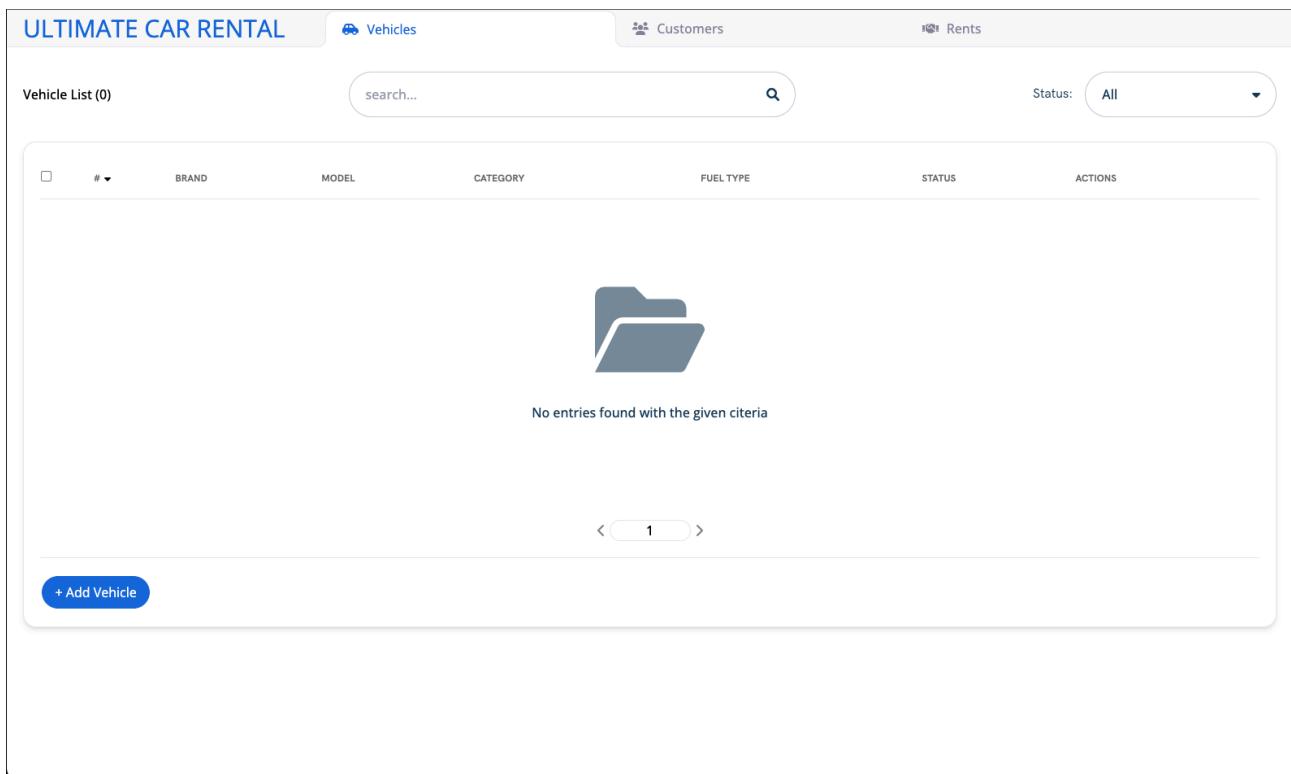 ULTIMATE CAR RENTAL Vehicles Customers Rents
Vehicle List (0) search... Status: All
# BRAND MODEL CATEGORY FUEL TYPE STATUS ACTIONS
No entries found with the given citeria
1
+ Add Vehicle